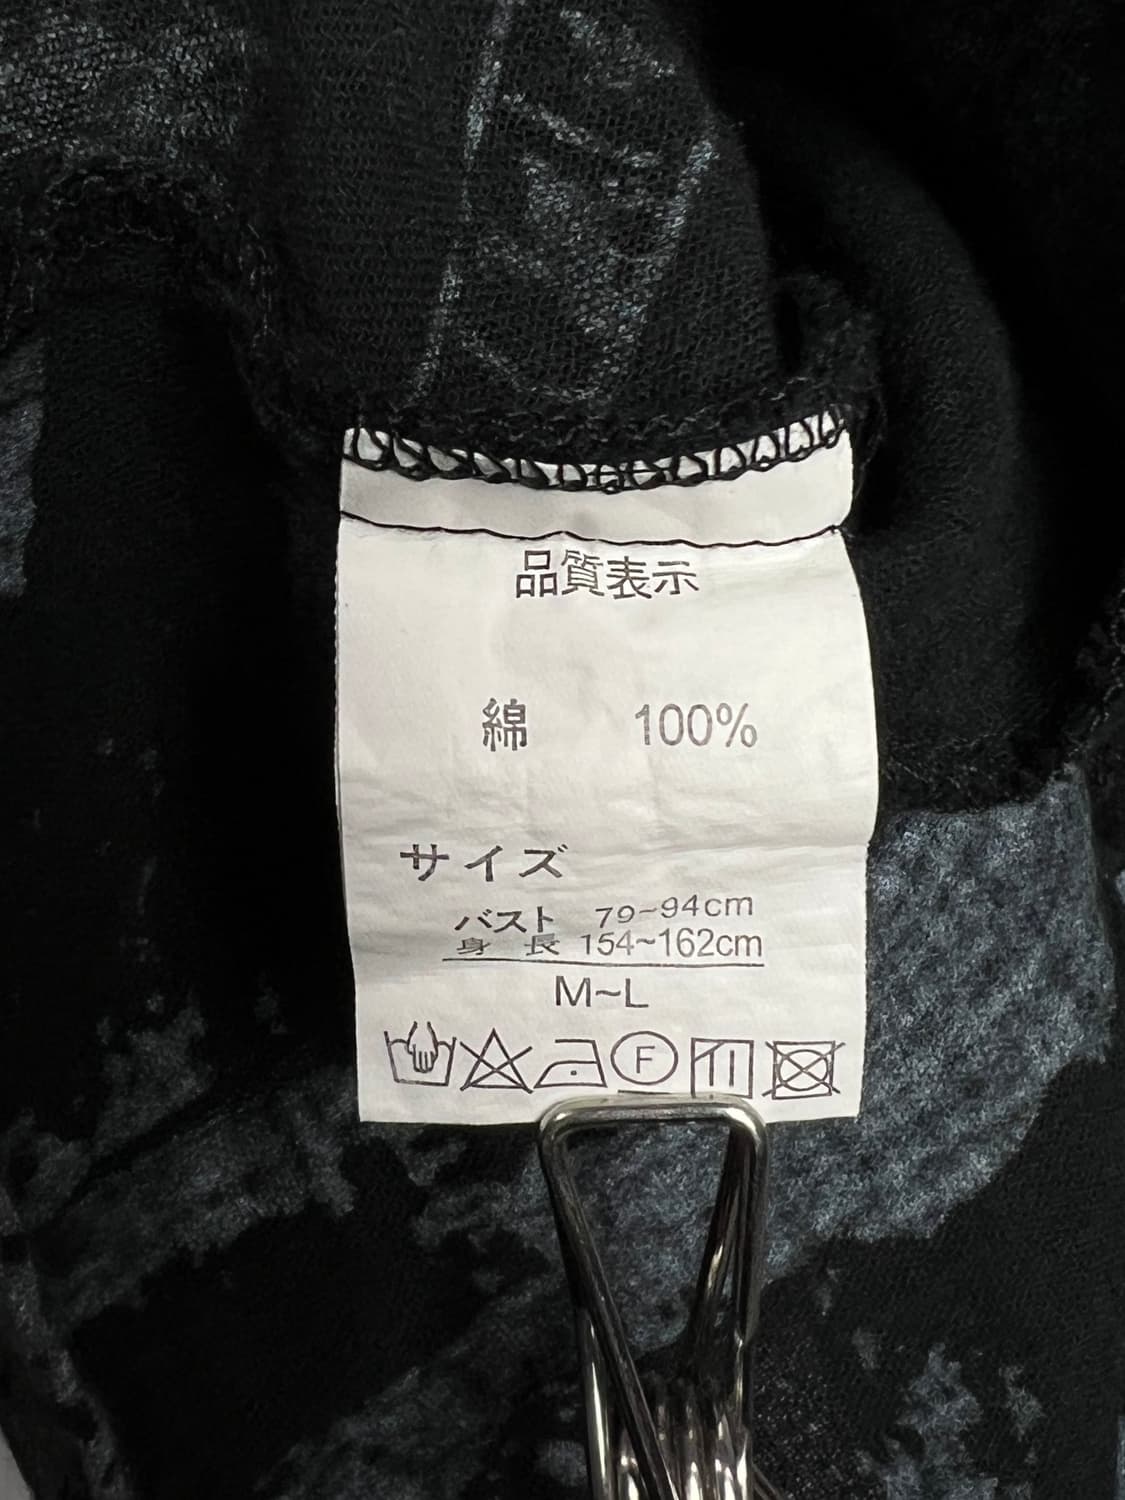 品質表示
綿 100%
サイズ
バスト 79~94cm
身長 154~162cm
M~L
F